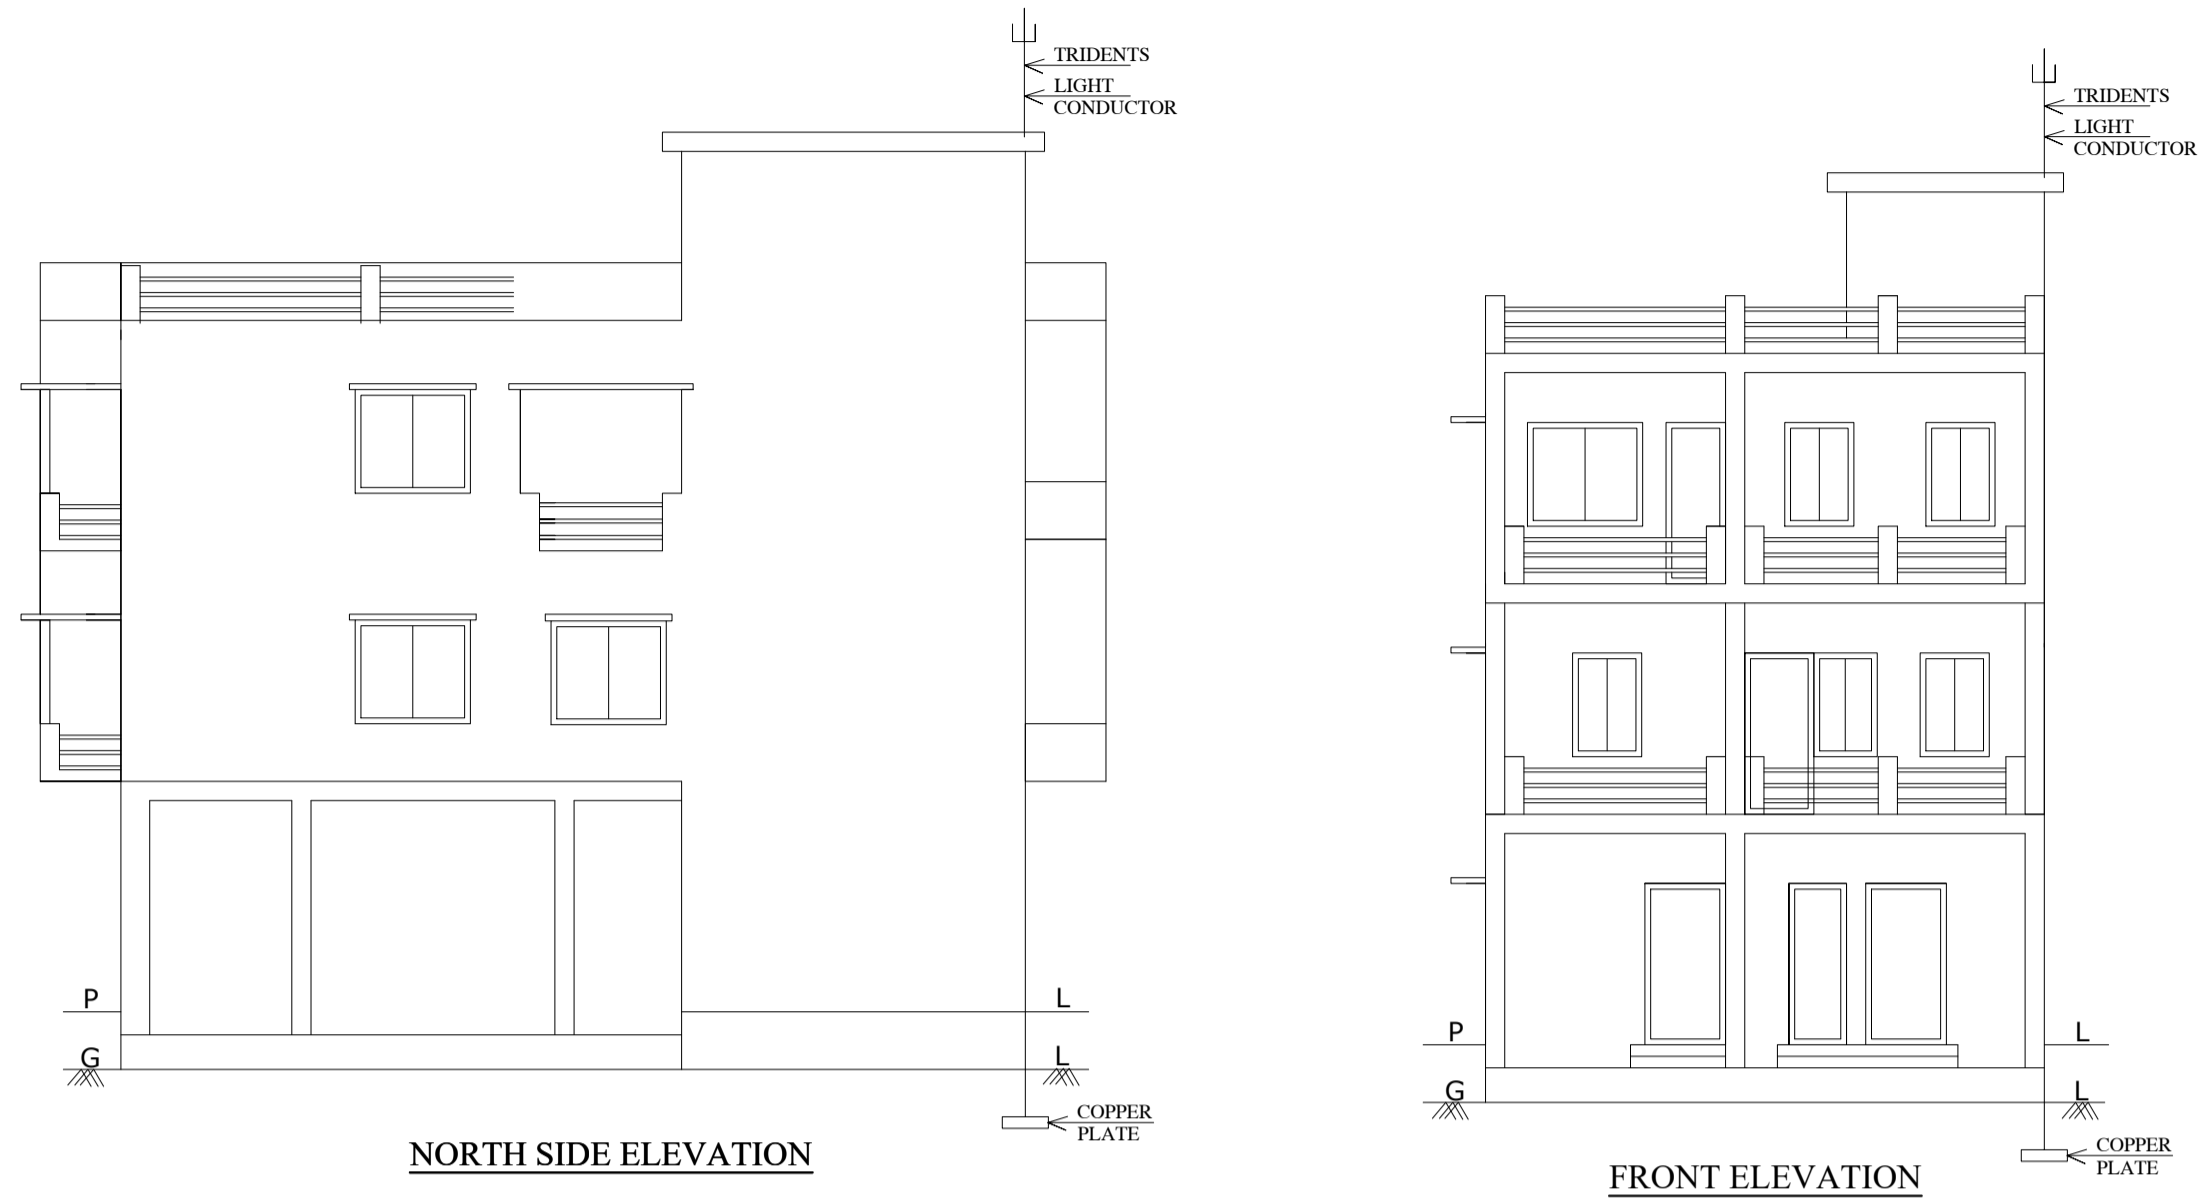 TRIDENTS
LIGHT
CONDUCTOR
P
L
G
L
COPPER
PLATE
NORTH SIDE ELEVATION
TRIDENTS
LIGHT
CONDUCTOR
P
L
G
L
COPPER
PLATE
FRONT ELEVATION